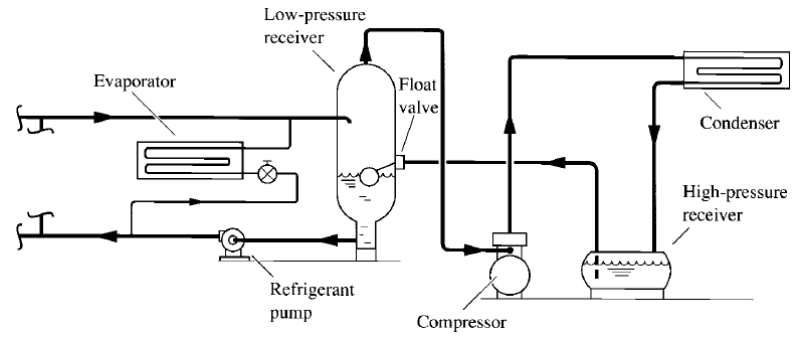 Low-pressure
receiver
Evaporator
Float
valve
Condenser
High-pressure
receiver
Refrigerant
pump
Compressor